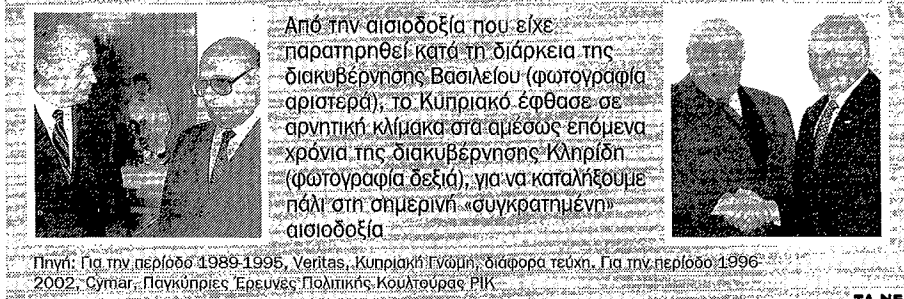 Από την αισιοδοξία που είχε
παρατηρηθεί κατά τη διάρκεια της
διακυβέρνησης Βασιλείου (φωτογραφία
αριστερά), το Κυπριακό έφθασε σε
αρνητική κλίμακα στα αμέσως επόμενα
χρόνια της διακυβέρνησης Κληρίδη
(φωτογραφία δεξιά), για να καταλήξουμε
πάλι στη σημερινή «συγκρατημένη»
αισιοδοξία
Πηγή: Για την περίοδο 1989-1995, Veritas, Κυπριακή Γνώμη, διάφορα τεύχη. Για την περίοδο 1996-
2002, Cymar, Παγκύπριες Έρευνες Πολιτικής Κουλτούρας ΡΙΚ
ΤΑ ΝΕ